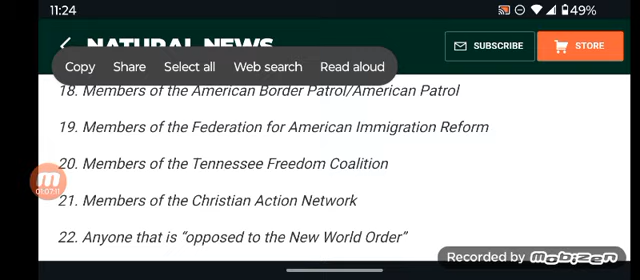 11:24
49%
NATURAL NEWS
SUBSCRIBE
STORE
Copy
Share
Select all
Web search
Read aloud
18. Members of the American Border Patrol/American Patrol
19. Members of the Federation for American Immigration Reform
01:07:11
20. Members of the Tennessee Freedom Coalition
21. Members of the Christian Action Network
22. Anyone that is “opposed to the New World Order”
Recorded by Mobizen